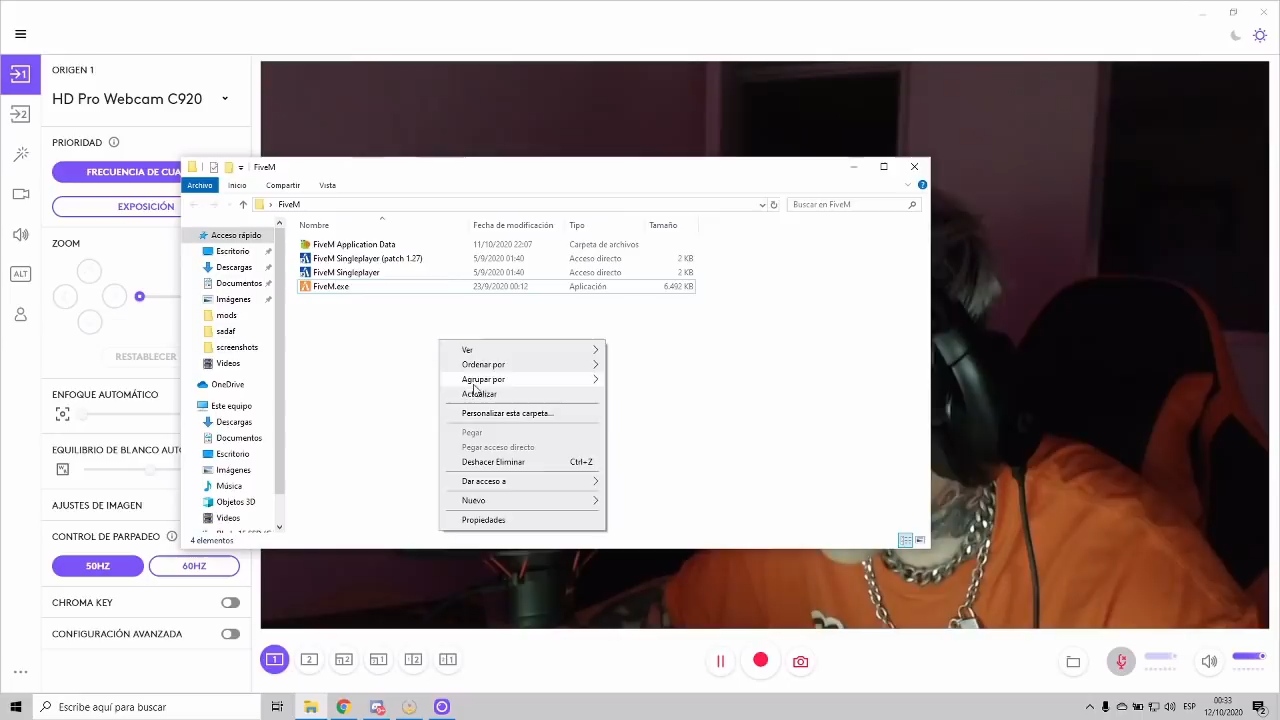 ORIGEN 1
HD Pro Webcam C920
PRIORIDAD
FRECUENCIA DE CUA
EXPOSICIÓN
ZOOM
RESTABLECER
ENFOQUE AUTOMÁTICO
EQUILIBRIO DE BLANCO AUTO
AJUSTES DE IMAGEN
CONTROL DE PARPADEO
50HZ
60HZ
CHROMA KEY
CONFIGURACIÓN AVANZADA
ALT
FiveM
Archivo
Inicio
Compartir
Vista
FiveM
Buscar en FiveM
Acceso rápido
Escritorio
Descargas
Documentos
Imágenes
mods
sadaf
screenshots
Vídeos
OneDrive
Este equipo
Descargas
Documentos
Escritorio
Imágenes
Música
Objetos 3D
Vídeos
4 elementos
Nombre Fecha de modificación Tipo Tamaño
FiveM Application Data 11/10/2020 22:07 Carpeta de archivos
FiveM Singleplayer (patch 1.27) 5/9/2020 01:40 Acceso directo 2 KB
FiveM Singleplayer 5/9/2020 01:40 Acceso directo 2 KB
FiveM.exe 23/9/2020 00:12 Aplicación 6.492 KB
Ver
Ordenar por
Agrupar por
Actualizar
Personalizar esta carpeta...
Pegar
Pegar acceso directo
Deshacer Eliminar Ctrl+Z
Dar acceso a
Nuevo
Propiedades
1
2
Escribe aquí para buscar
ESP
00:33
12/10/2020
2